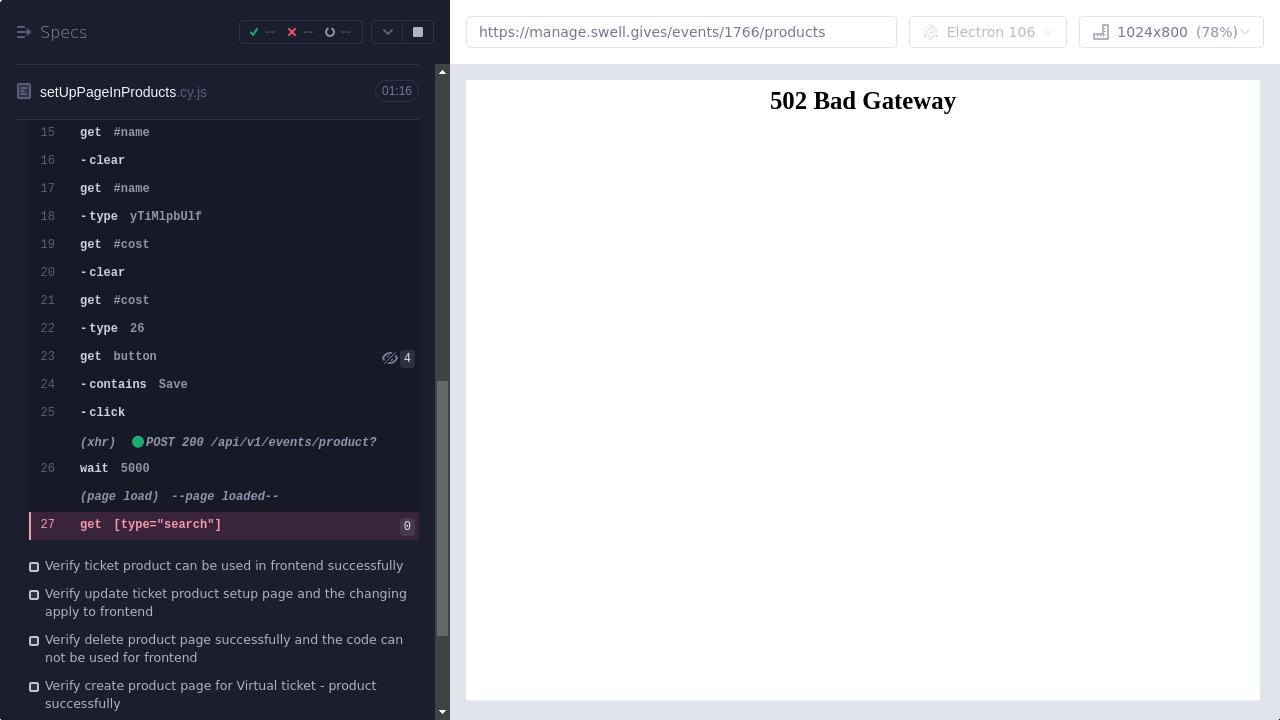 Specs
--
--
--
https://manage.swell.gives/events/1766/products
Electron 106
1024x800 (78%)
setUpPageInProducts.cy.js
01:16
502 Bad Gateway
15 get #name
16 -clear
17 get #name
18 -type yTiMlpbUlf
19 get #cost
20 -clear
21 get #cost
22 -type 26
23 get button 4
24 -contains Save
25 -click
(xhr) POST 200 /api/v1/events/product?
26 wait 5000
(page load) --page loaded--
27 get [type="search"] 0
Verify ticket product can be used in frontend successfully
Verify update ticket product setup page and the changing
apply to frontend
Verify delete product page successfully and the code can
not be used for frontend
Verify create product page for Virtual ticket - product
successfully